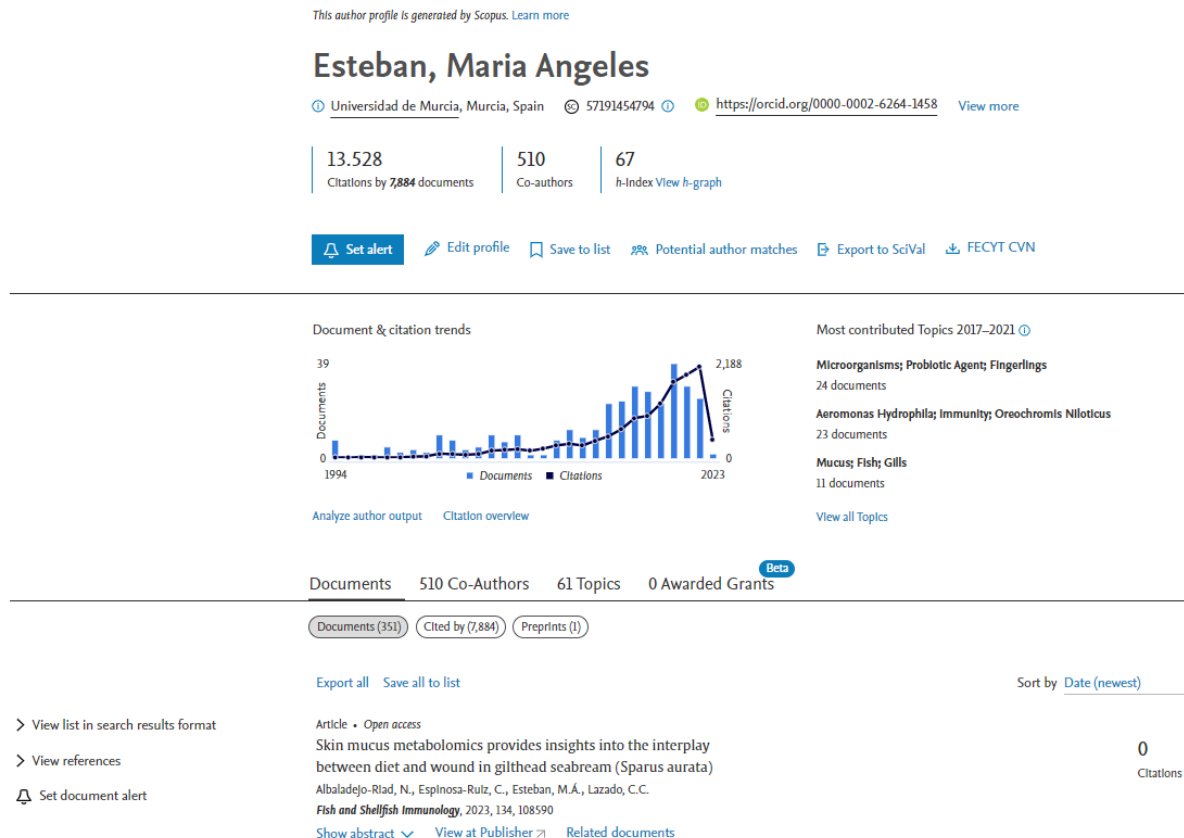 This author profile is generated by Scopus. Learn more
Esteban, Maria Angeles
Universidad de Murcia, Murcia, Spain SC 57191454794 iD https://orcid.org/0000-0002-6264-1458 View more
13.528 510 67
Citations by 7,884 documents Co-authors h-Index View h-graph
Set alert Edit profile Save to list Potential author matches Export to SciVal FECYT CVN
Document & citation trends Most contributed Topics 2017–2021
39 2,188
Documents Citations
0 0
1994 2023
Documents Citations
Microorganisms; Probiotic Agent; Fingerlings
24 documents
Aeromonas Hydrophila; Immunity; Oreochromis Niloticus
23 documents
Mucus; Fish; Gills
11 documents
Analyze author output Citation overview View all Topics
Beta
Documents 510 Co-Authors 61 Topics 0 Awarded Grants
Documents (351) Cited by (7,884) Preprints (1)
Export all Save all to list Sort by Date (newest)
View list in search results format
View references
Set document alert
Article • Open access
Skin mucus metabolomics provides insights into the interplay
between diet and wound in gilthead seabream (Sparus aurata)
Albaladejo-Riad, N., Espinosa-Ruiz, C., Esteban, M.Á., Lazado, C.C.
Fish and Shellfish Immunology, 2023, 134, 108590
Show abstract View at Publisher Related documents
0
Citations